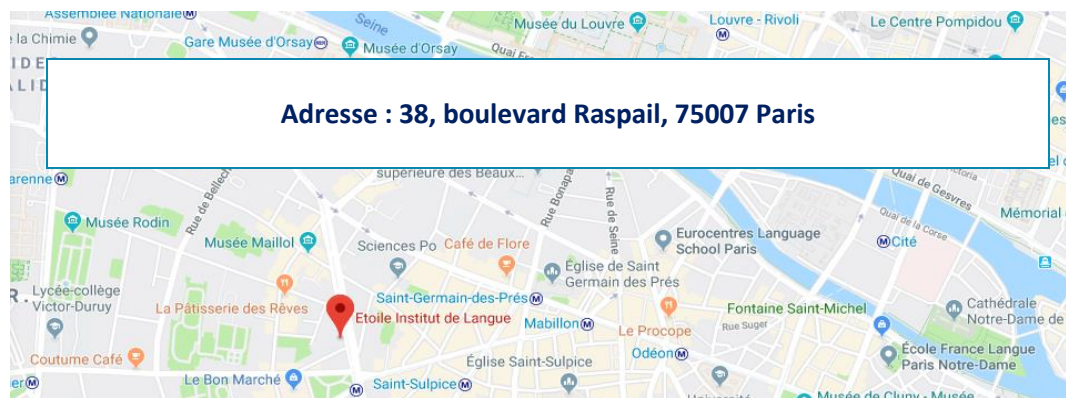 Assemblée Nationale
Seine
Musée du Louvre
Louvre - Rivoli
Le Centre Pompidou
la Chimie
Gare Musée d'Orsay
Musée d'Orsay
Quai
Adresse : 38, boulevard Raspail, 75007 Paris
supérieure des Beaux...
Quai de Gesvres
Rue de
Rue de Seine
Musée Rodin
Musée Maillol
Sciences Po
Café de Flore
Eurocentres Language
School Paris
Quai de la Corse
Cité
Mémorial
Église de Saint
Germain des Prés
Lycée-collège
Victor-Duruy
La Pâtisserie des Rêves
Saint-Germain-des-Prés
Etoile Institut de Langue
Mabillon
Le Procope
Rue Suger
Fontaine Saint-Michel
Cathédrale
Notre-Dame de
Coutume Café
Le Bon Marché
Saint-Sulpice
Église Saint-Sulpice
Odéon
École France Langue
Paris Notre-Dame
Musée de Cluny - Musée